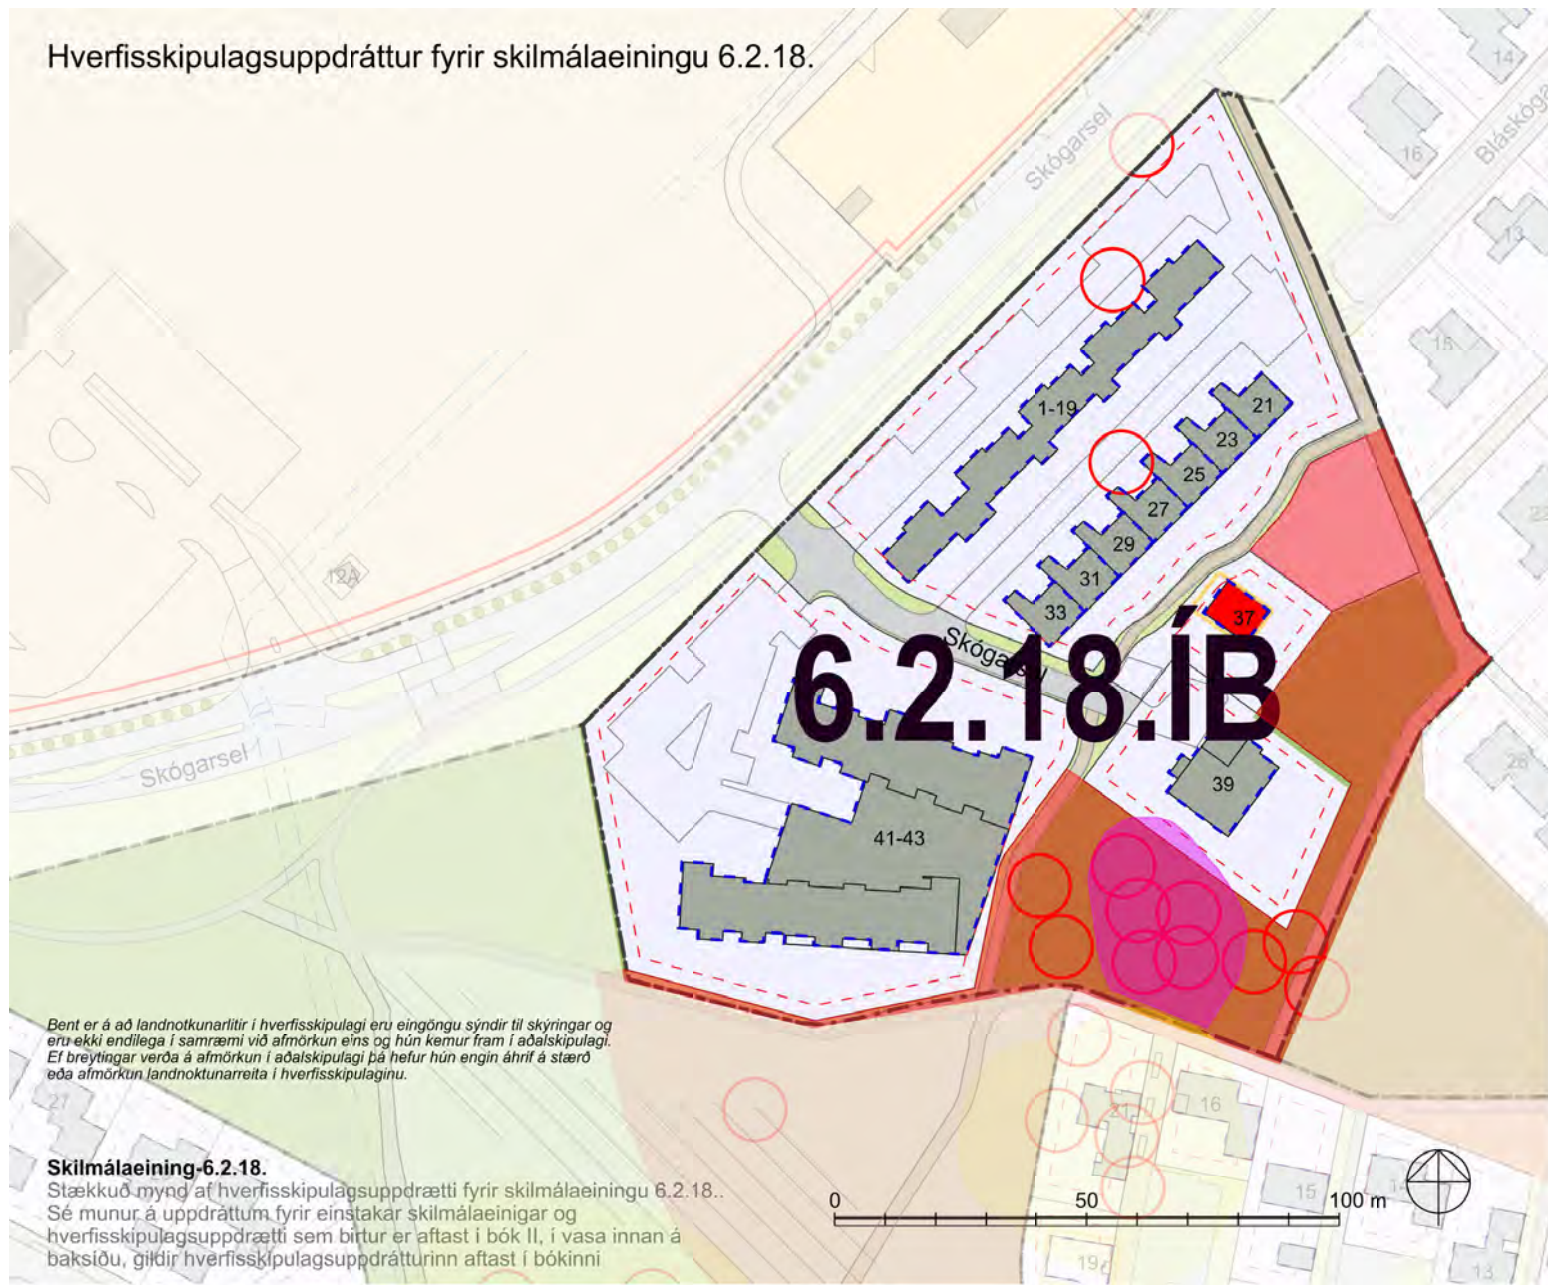 Hverfisskipulagsuppdráttur fyrir skilmálaeiningu 6.2.18.
14
Bláskóga
16
Skógarsel
13
15
1-19
21
23
25
27
29
31
33
12A
37
Skógarsel
6.2.18.ÍB
Skógarsel
26
39
41-43
Bent er á að landnotkunarlitir í hverfisskipulagi eru eingöngu sýndir til skýringar og
eru ekki endilega í samræmi við afmörkun eins og hún kemur fram í aðalskipulagi.
Ef breytingar verða á afmörkun í aðalskipulagi þá hefur hún engin áhrif á stærð
eða afmörkun landnoktunarreita í hverfisskipulaginu.
27
21
16
Skilmálaeining-6.2.18.
Stækkuð mynd af hverfisskipulagsuppdrætti fyrir skilmálaeiningu 6.2.18..
Sé munur á uppdráttum fyrir einstakar skilmálaeinigar og
hverfisskipulagsuppdrætti sem birtur er aftast í bók II, í vasa innan á
baksíðu, gildir hverfisskipulagsuppdrátturinn aftast í bókinni
0 50 100 m
15
19
13